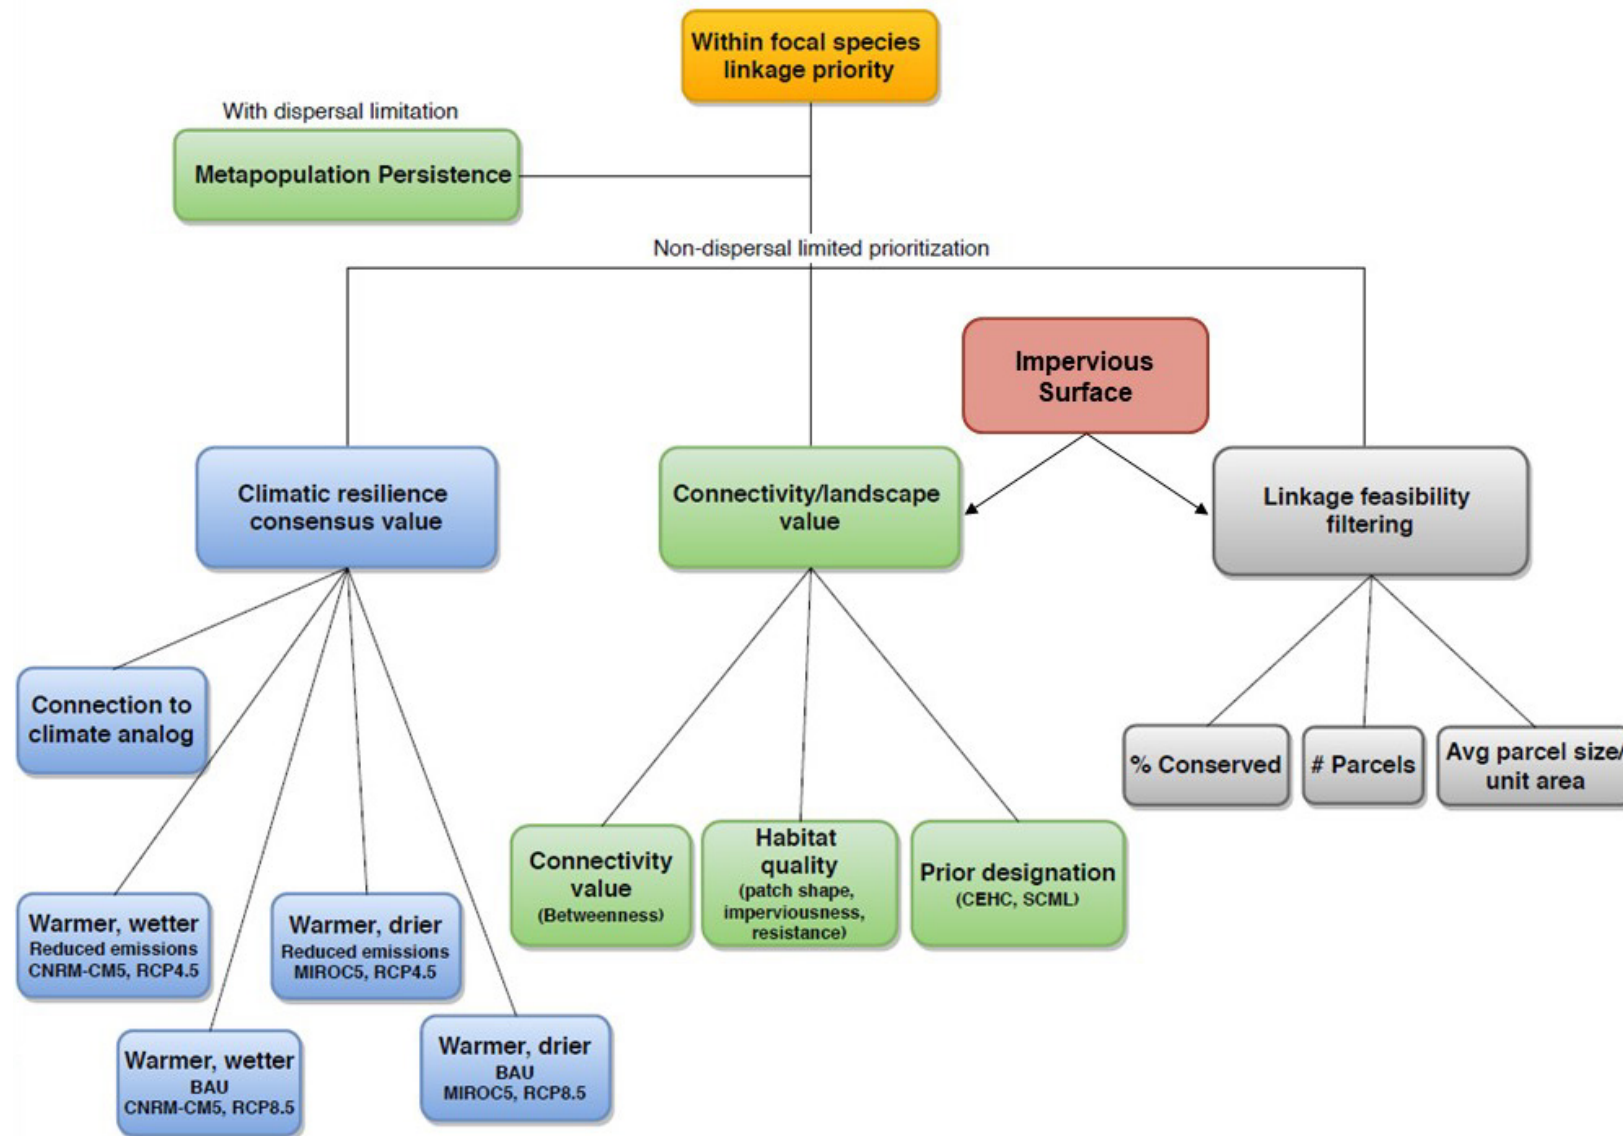 Within focal species
linkage priority
With dispersal limitation
Metapopulation Persistence
Non-dispersal limited prioritization
Impervious
Surface
Climatic resilience
consensus value
Connectivity/landscape
value
Linkage feasibility
filtering
Connection to
climate analog
% Conserved
# Parcels
Avg parcel size/
unit area
Connectivity
value
(Betweenness)
Habitat
quality
(patch shape,
imperviousness,
resistance)
Prior designation
(CEHC, SCML)
Warmer, wetter
Reduced emissions
CNRM-CM5, RCP4.5
Warmer, drier
Reduced emissions
MIROC5, RCP4.5
Warmer, wetter
BAU
CNRM-CM5, RCP8.5
Warmer, drier
BAU
MIROC5, RCP8.5